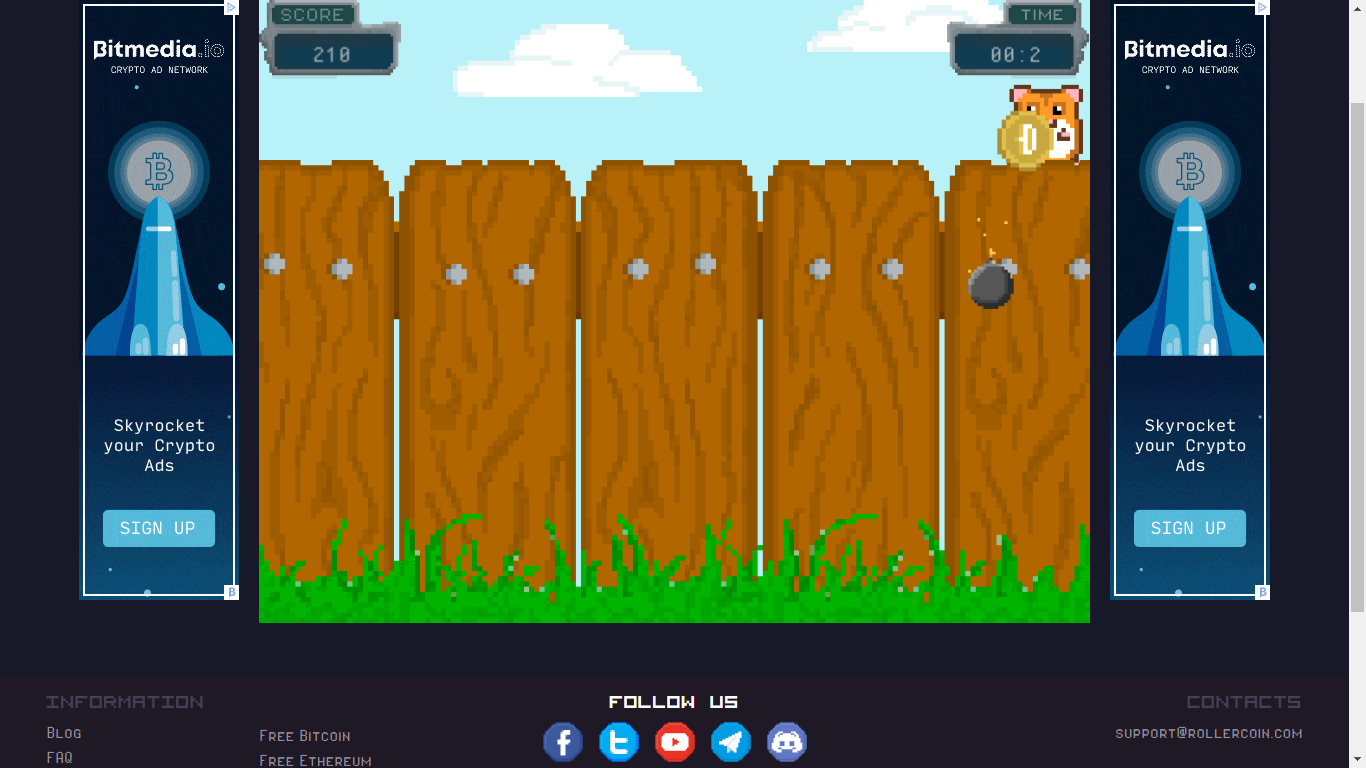 Bitmedia.io
CRYPTO AD NETWORK
Skyrocket
your Crypto
Ads
SIGN UP
B
SCORE
210
TIME
00:2
Bitmedia.io
CRYPTO AD NETWORK
Skyrocket
your Crypto
Ads
SIGN UP
B
INFORMATION
Blog
FAQ
Free Bitcoin
Free Ethereum
FOLLOW US
CONTACTS
support@rollercoin.com